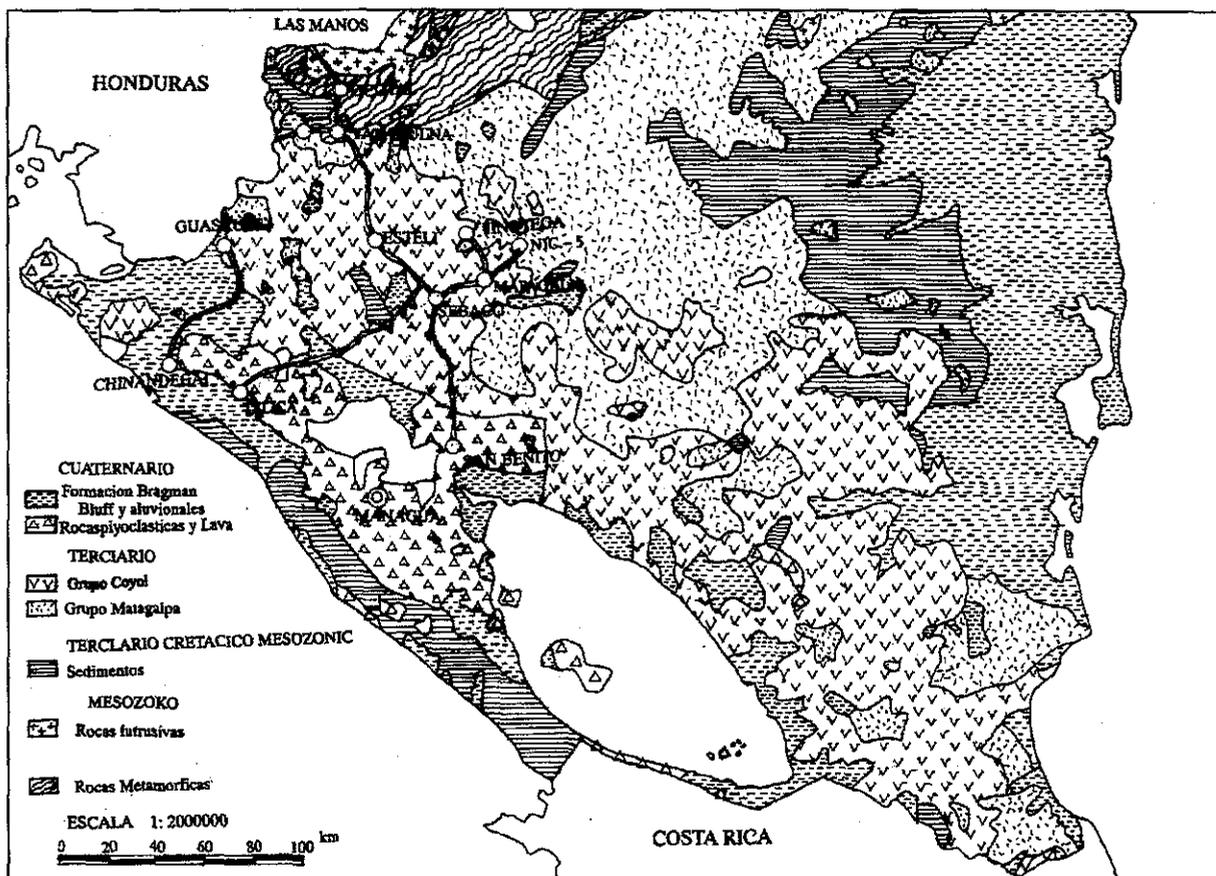 LAS MANOS
HONDURAS
ESTELI
NIC-5
SEBACO
SAN BENITO
MANAGUA
CUATERNARIO
Formacion Bragman
Bluff y aluvionales
Rocaspiyoclasticas y Lava
TERCIARIO
Grupo Coyol
Grupo Matagalpa
TERCLARIO CRETACICO MESOZONIC
Sedimentos
MESOZOKO
Rocas futrusivas
Rocas Metamorficas
ESCALA 1: 2000000
km
0 20 40 60 80 100
COSTA RICA